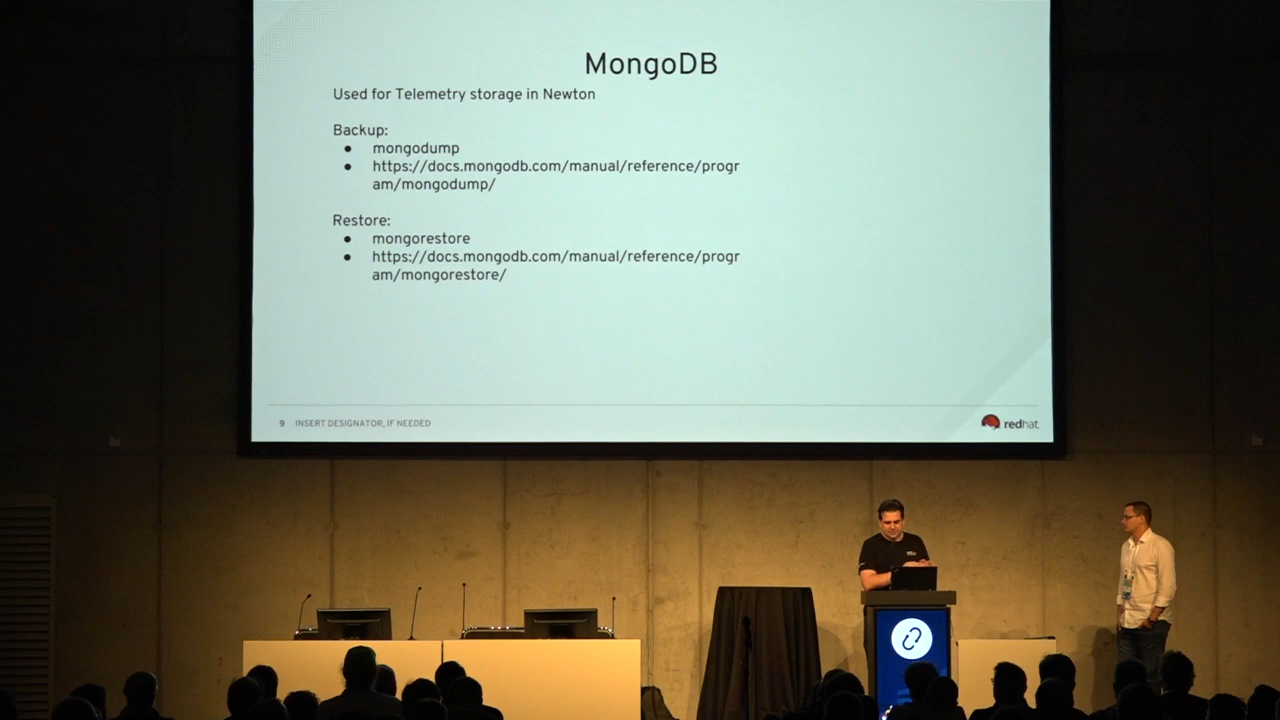 MongoDB
Used for Telemetry storage in Newton
Backup:
● mongodump
● https://docs.mongodb.com/manual/reference/progr
am/mongodump/
Restore:
● mongorestore
● https://docs.mongodb.com/manual/reference/progr
am/mongorestore/
9 INSERT DESIGNATOR, IF NEEDED
redhat.